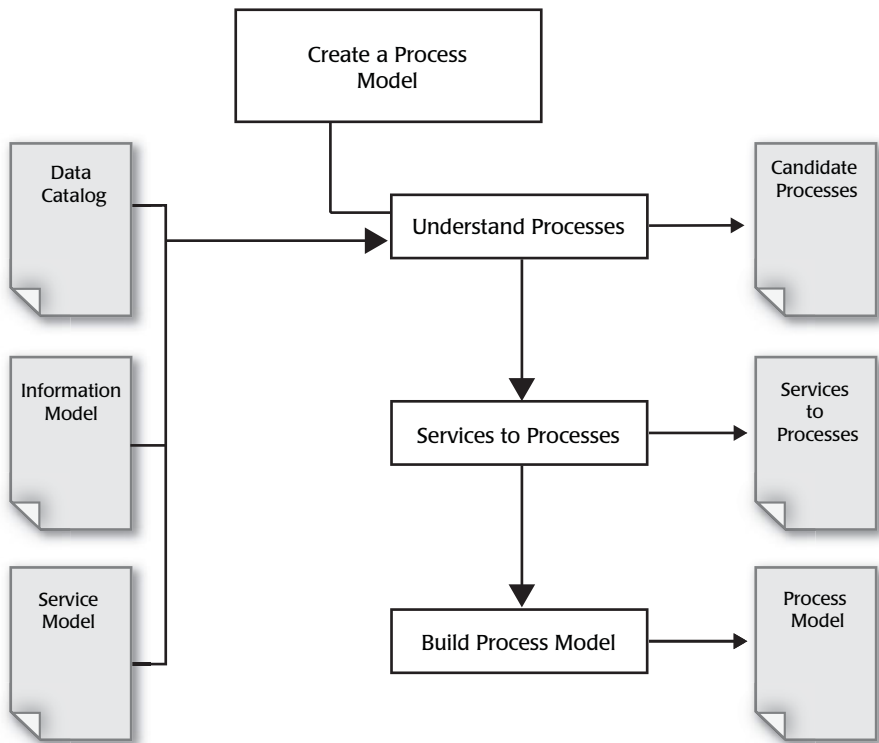 Create a Process
Model
Data
Catalog
Understand Processes
Candidate
Processes
Information
Model
Services to Processes
Services
to
Processes
Service
Model
Build Process Model
Process
Model